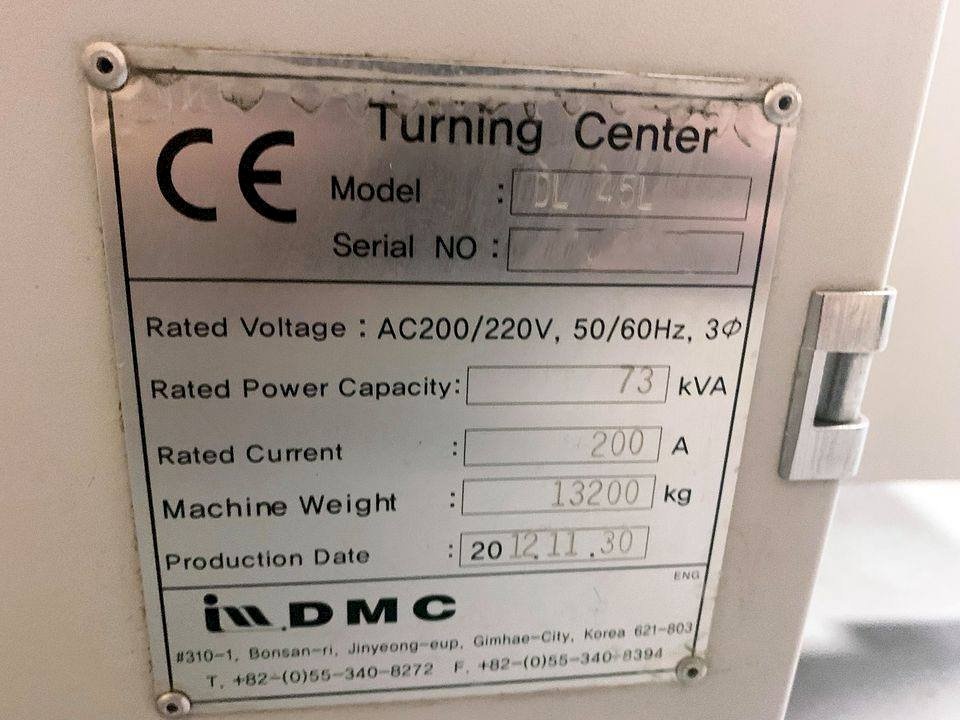 CE
Turning Center
Model : DL 25L
Serial NO :
Rated Voltage : AC200/220V, 50/60Hz, 3Φ
Rated Power Capacity: 73 kVA
Rated Current : 200 A
Machine Weight : 13200 kg
Production Date : 2012.11.30
ENG
DMC
#310-1, Bonsan-ri, Jinyeong-eup, Gimhae-City, Korea 621-803
T. +82-(0)55-340-8272 F. +82-(0)55-340-8394